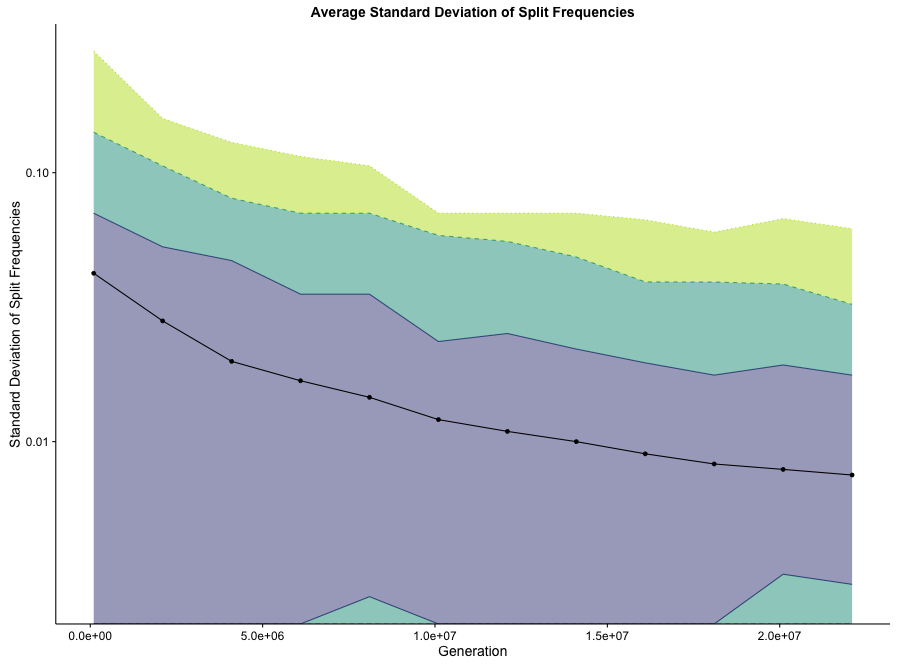 Average Standard Deviation of Split Frequencies
Standard Deviation of Split Frequencies
0.10
0.01
0.0e+00 5.0e+06 1.0e+07 1.5e+07 2.0e+07
Generation